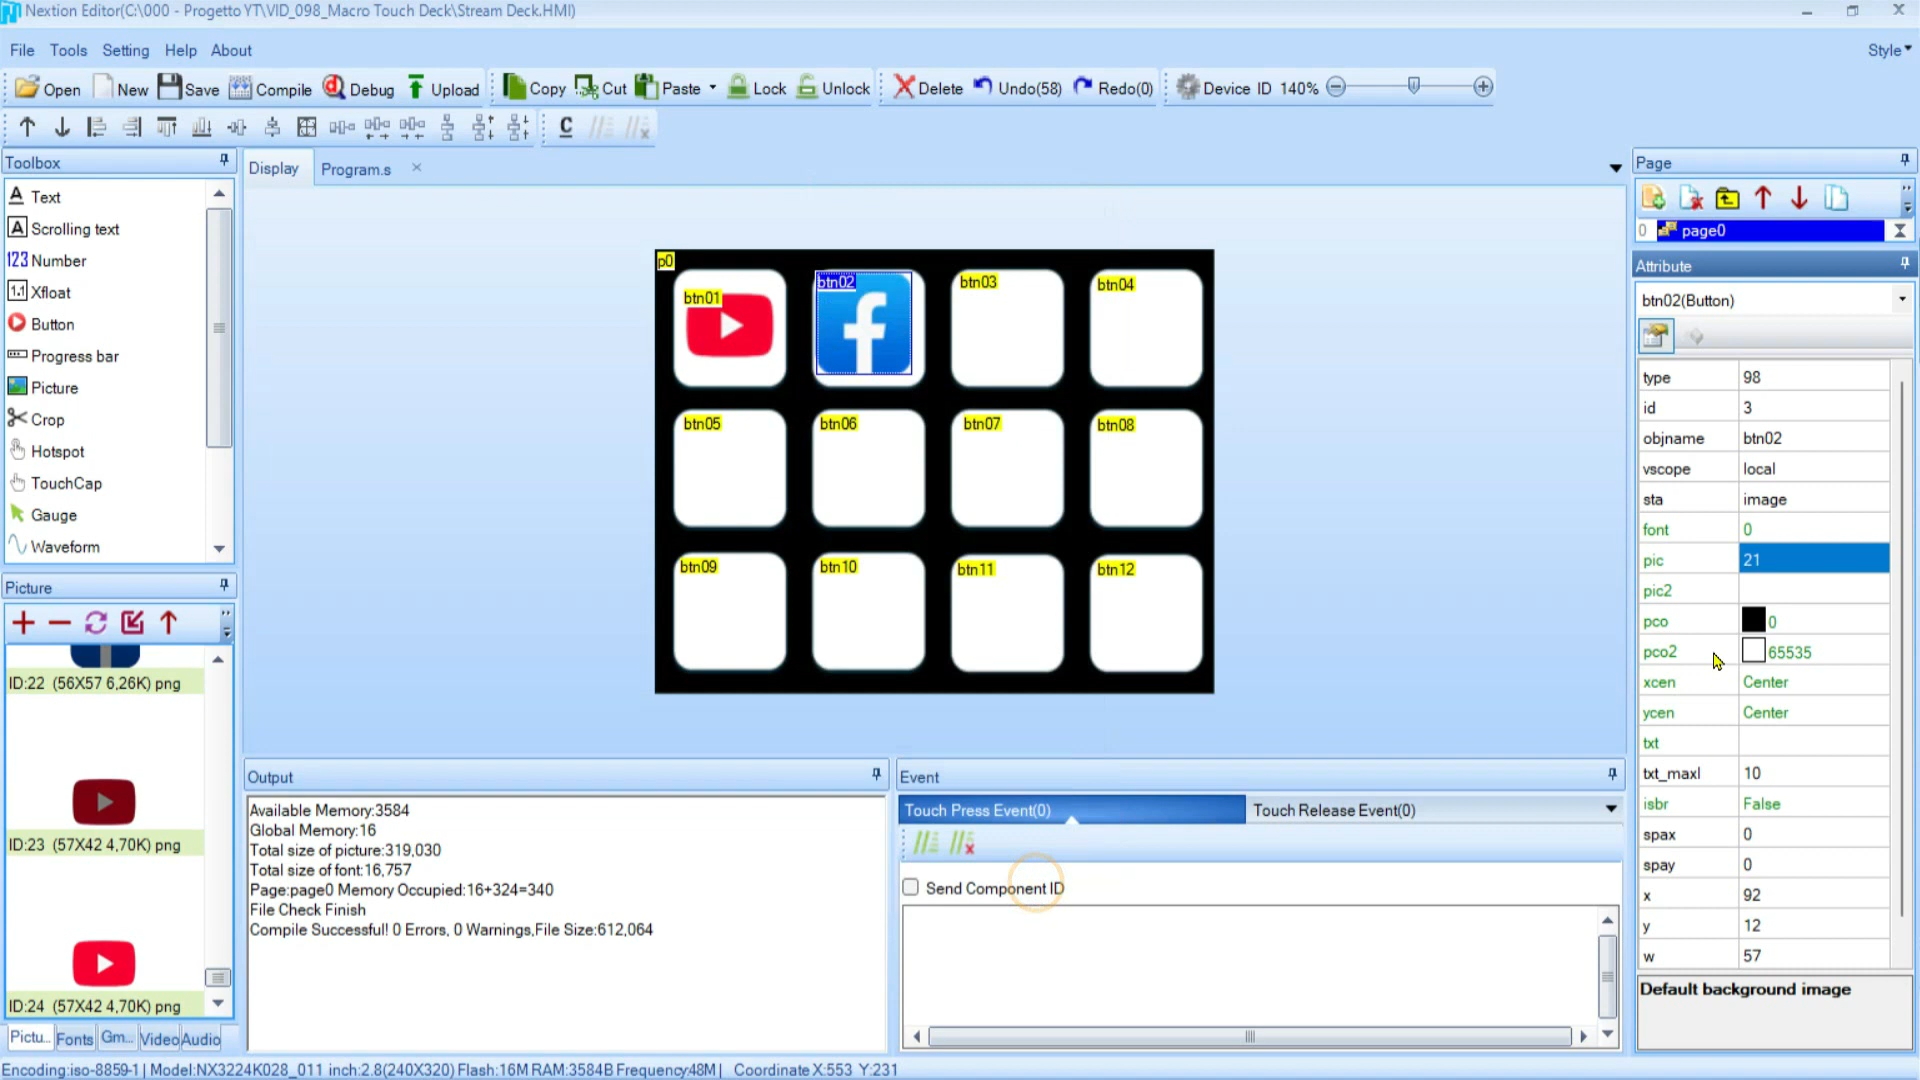 Nextion Editor(C:\000 - Progetto YT\VID_098_Macro Touch Deck\Stream Deck.HMI)
File Tools Setting Help About Style
Open New Save Compile Debug Upload Copy Cut Paste Lock Unlock Delete Undo(58) Redo(0) Device ID 140%
C
Toolbox
Text
Scrolling text
Number
Xfloat
Button
Progress bar
Picture
Crop
Hotspot
TouchCap
Gauge
Waveform
Picture
ID:22 (56X57 6,26K) png
ID:23 (57X42 4,70K) png
ID:24 (57X42 4,70K) png
Pictu... Fonts Gm... Video Audio
Display Program.s
p0
btn01 btn02 btn03 btn04
btn05 btn06 btn07 btn08
btn09 btn10 btn11 btn12
Output
Available Memory:3584
Global Memory:16
Total size of picture:319,030
Total size of font:16,757
Page:page0 Memory Occupied:16+324=340
File Check Finish
Compile Successful! 0 Errors, 0 Warnings,File Size:612,064
Event
Touch Press Event(0) Touch Release Event(0)
Send Component ID
Page
0 page0
Attribute
btn02(Button)
type 98
id 3
objname btn02
vscope local
sta image
font 0
pic 21
pic2
pco 0
pco2 65535
xcen Center
ycen Center
txt
txt_maxl 10
isbr False
spax 0
spay 0
x 92
y 12
w 57
Default background image
Encoding:iso-8859-1 | Model:NX3224K028_011 inch:2.8(240X320) Flash:16M RAM:3584B Frequency48M | Coordinate X:553 Y:231